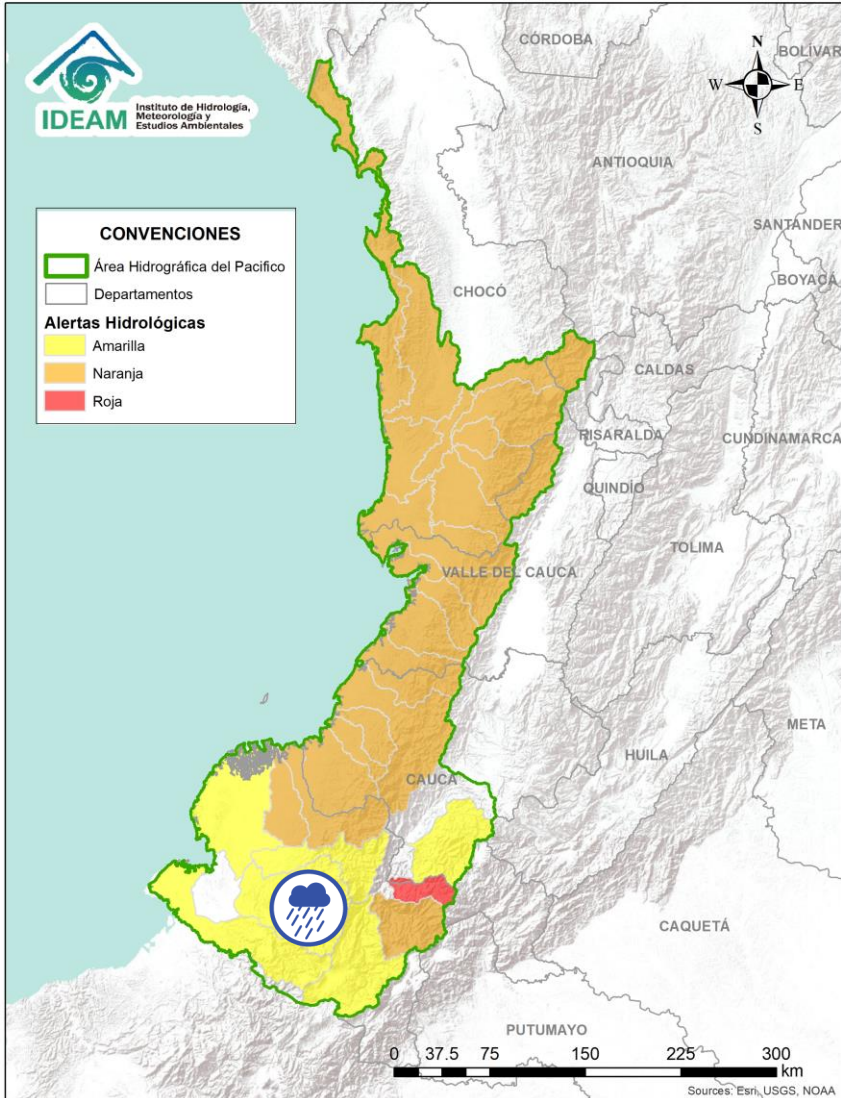 IDEAM
Instituto de Hidrología,
Meteorología y
Estudios Ambientales
CONVENCIONES
Área Hidrográfica del Pacifico
Departamentos
Alertas Hidrológicas
Amarilla
Naranja
Roja
N
W
E
S
CÓRDOBA
BOLÍVAR
ANTIOQUIA
SANTANDER
BOYACÁ
CHOCÓ
CALDAS
RISARALDA
CUNDINAMARCA
QUINDÍO
TOLIMA
VALLE DEL CAUCA
META
HUILA
CAUCA
CAQUETÁ
PUTUMAYO
0 37.5 75 150 225 300
km
Sources: Esri, USGS, NOAA